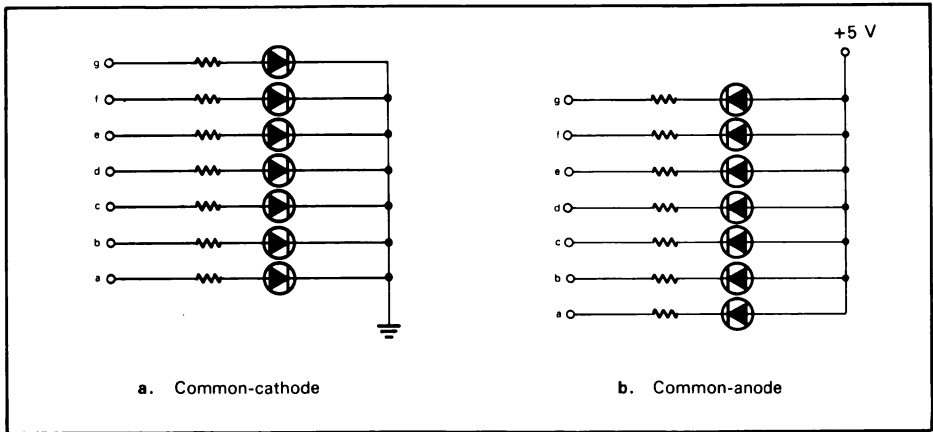 g
f
e
d
c
b
a
+5 V
g
f
e
d
c
b
a
a. Common-cathode
b. Common-anode